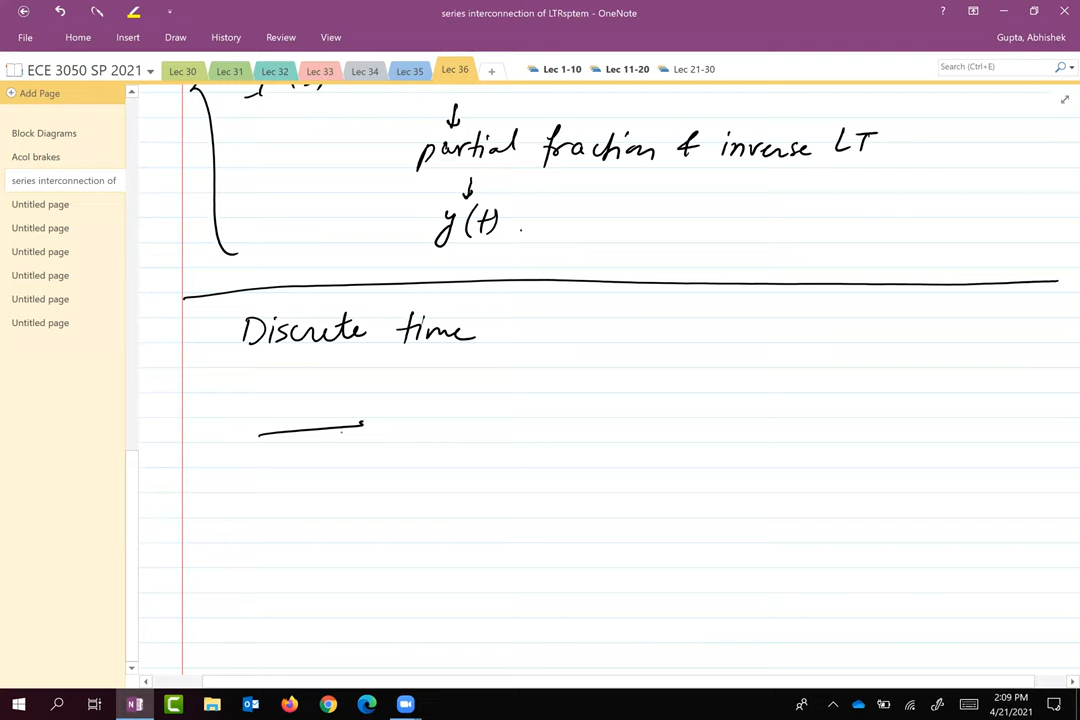 series interconnection of LTRsptem - OneNote
File Home Insert Draw History Review View Gupta, Abhishek
ECE 3050 SP 2021 Lec 30 Lec 31 Lec 32 Lec 33 Lec 34 Lec 35 Lec 36 Lec 1-10 Lec 11-20 Lec 21-30 Search (Ctrl+E)
Add Page
Block Diagrams
Acol brakes
series interconnection of
Untitled page
Untitled page
Untitled page
Untitled page
Untitled page
Untitled page
partial fraction & inverse LT
y(t).
Discrete time
2:09 PM
4/21/2021